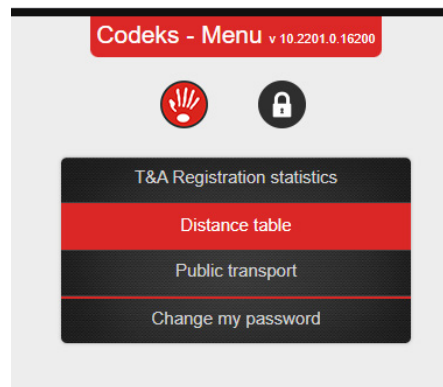 Codeks - Menu v 10.2201.0.16200
T&A Registration statistics
Distance table
Public transport
Change my password